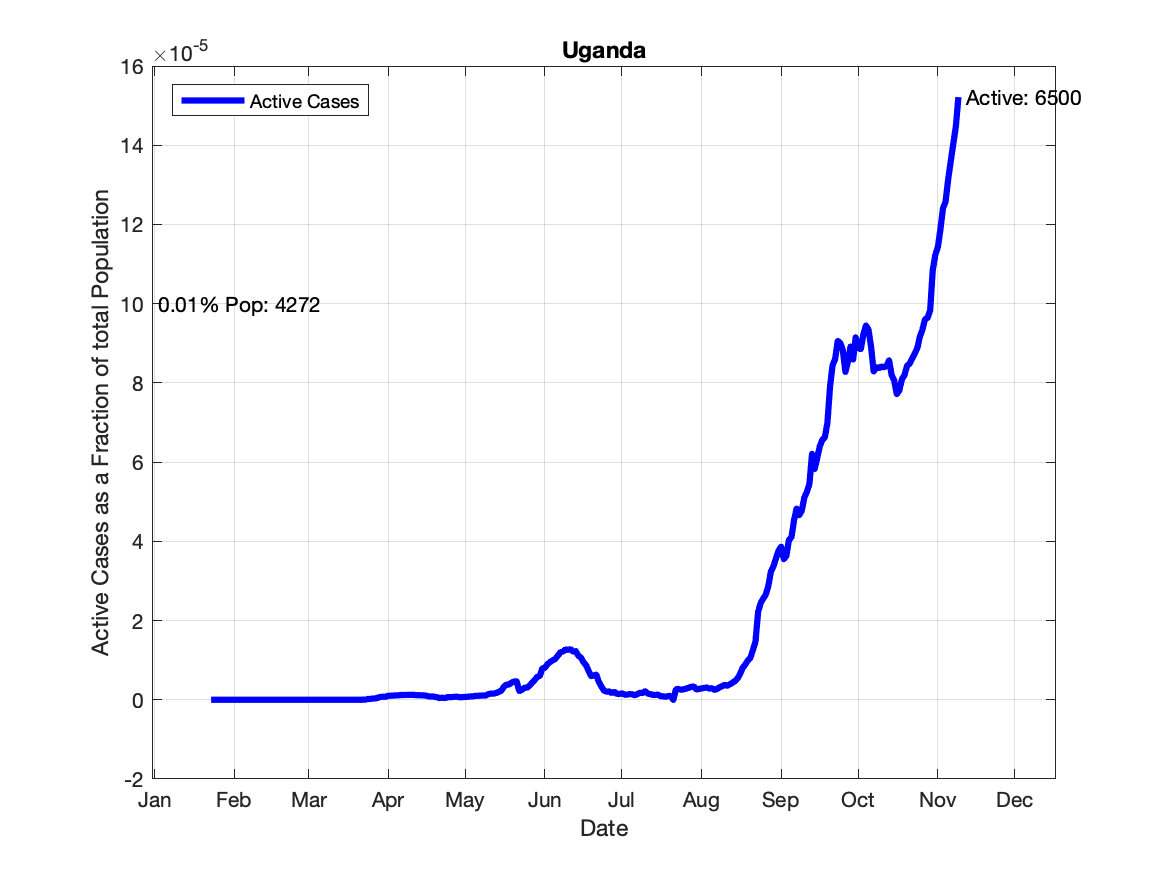 Uganda
×10-5
16
14
12
10
8
6
4
2
0
-2
Active Cases as a Fraction of total Population
Active Cases
Active: 6500
0.01% Pop: 4272
Jan Feb Mar Apr May Jun Jul Aug Sep Oct Nov Dec
Date